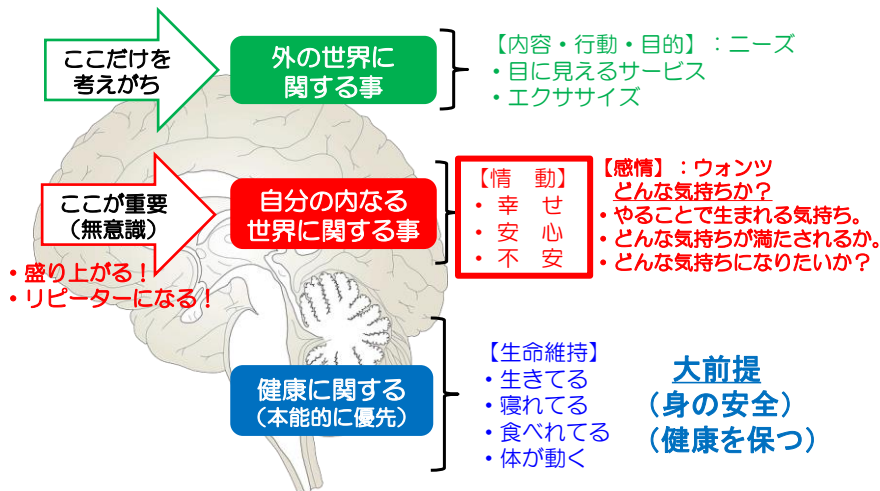 ここだけを
考えがち
外の世界に
関する事
【内容・行動・目的】：ニーズ
・目に見えるサービス
・エクササイズ
ここが重要
（無意識）
・盛り上がる！
・リピーターになる！
自分の内なる
世界に関する事
【情　動】
・幸　せ
・安　心
・不　安
【感情】：ウォンツ
どんな気持ちか？
・やることで生まれる気持ち。
・どんな気持ちが満たされるか。
・どんな気持ちになりたいか？
健康に関する
（本能的に優先）
【生命維持】
・生きてる
・寝れてる
・食べれてる
・体が動く
大前提
（身の安全）
（健康を保つ）